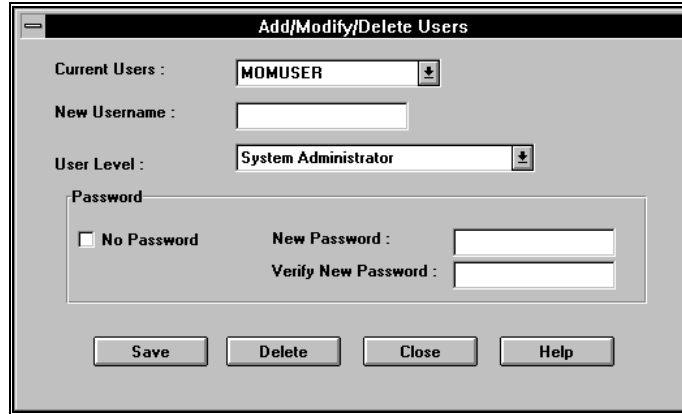 Add/Modify/Delete Users
Current Users : MOMUSER
New Username :
User Level : System Administrator
Password
No Password New Password :
Verify New Password :
Save Delete Close Help